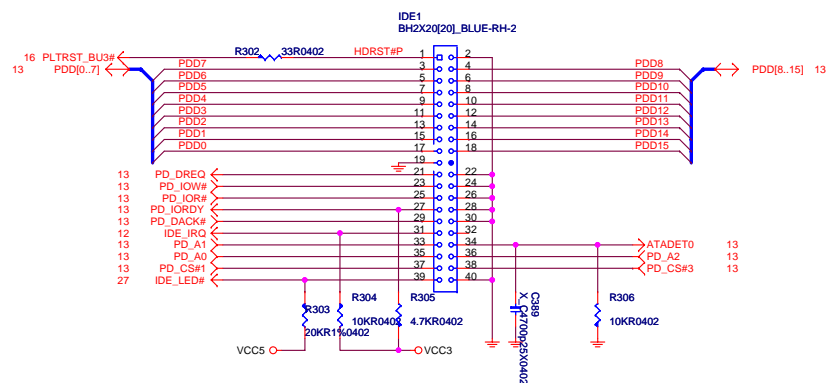 IDE1
BH2X20[20]_BLUE-RH-2
16 PLTRST_BU3# R302 33R0402 HDRST#P 1 2
13 PDD[0..7] PDD7 3 4 PDD8 PDD[8..15] 13
PDD6 5 6 PDD9
PDD5 7 8 PDD10
PDD4 9 10 PDD11
PDD3 11 12 PDD12
PDD2 13 14 PDD13
PDD1 15 16 PDD14
PDD0 17 18 PDD15
19
13 PD_DREQ 21 22
13 PD_IOW# 23 24
13 PD_IOR# 25 26
13 PD_IORDY 27 28
13 PD_DACK# 29 30
12 IDE_IRQ 31 32
13 PD_A1 33 34 ATADET0 13
13 PD_A0 35 36 PD_A2 13
13 PD_CS#1 37 38 PD_CS#3 13
27 IDE_LED# 39 40
R303
20KR1%0402
R304
10KR0402
R305
4.7KR0402
C389
X_C4700p25X0402
R306
10KR0402
VCC5
VCC3